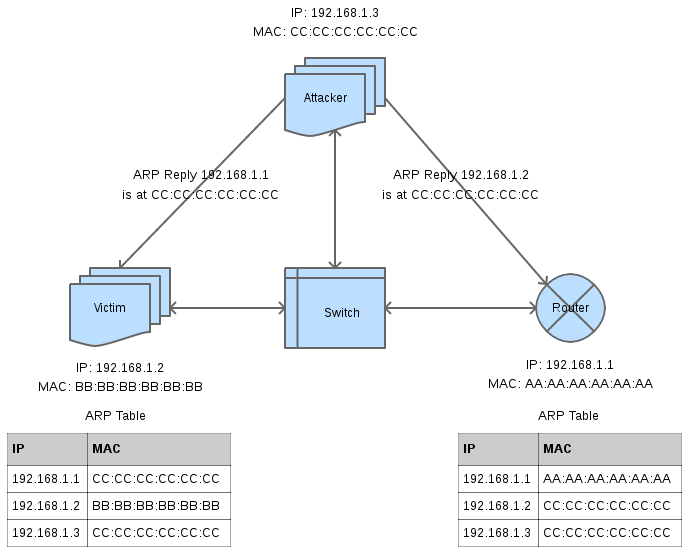 IP: 192.168.1.3
MAC: CC:CC:CC:CC:CC:CC
Attacker
ARP Reply 192.168.1.1
is at CC:CC:CC:CC:CC:CC
ARP Reply 192.168.1.2
is at CC:CC:CC:CC:CC:CC
Victim
Switch
Router
IP: 192.168.1.2
MAC: BB:BB:BB:BB:BB:BB
IP: 192.168.1.1
MAC: AA:AA:AA:AA:AA:AA
ARP Table
IP MAC
192.168.1.1 CC:CC:CC:CC:CC:CC
192.168.1.2 BB:BB:BB:BB:BB:BB
192.168.1.3 CC:CC:CC:CC:CC:CC
ARP Table
IP MAC
192.168.1.1 AA:AA:AA:AA:AA:AA
192.168.1.2 CC:CC:CC:CC:CC:CC
192.168.1.3 CC:CC:CC:CC:CC:CC